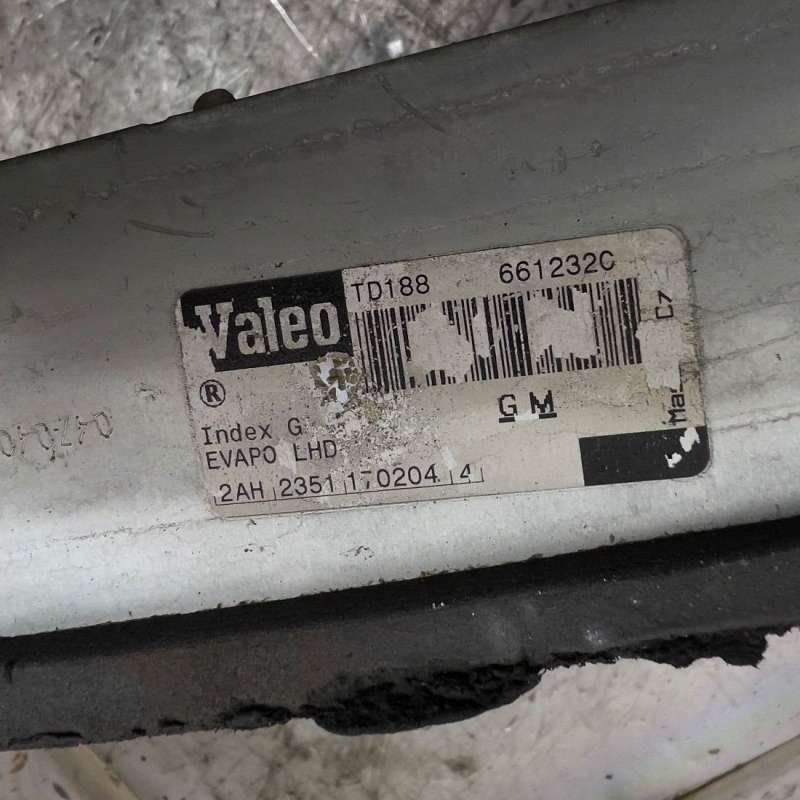 Valeo
®
TD188 661232C
GM
Index G
EVAPO LHD
2AH 2351 170204 4